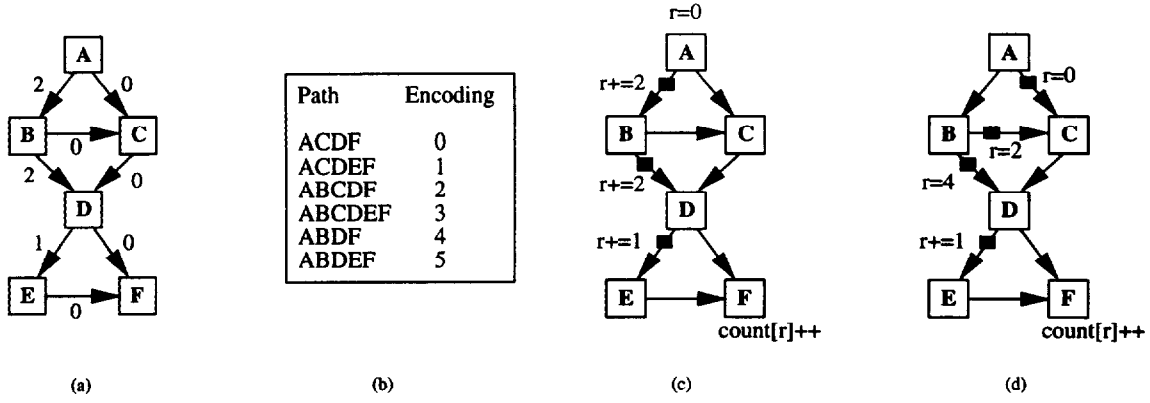 A
2
0
B
0
C
2
0
D
1
0
E
0
F
(a)
Path Encoding
ACDF 0
ACDEF 1
ABCDF 2
ABCDEF 3
ABDF 4
ABDEF 5
(b)
r=0
A
r+=2
B
C
r+=2
D
r+=1
E
F
count[r]++
(c)
A
r=0
B
C
r=2
r=4
D
r+=1
E
F
count[r]++
(d)